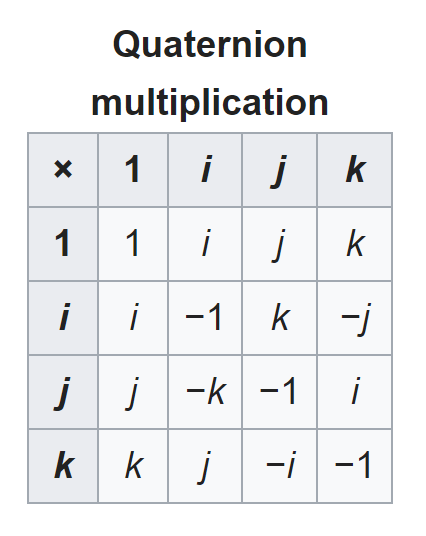 Quaternion
multiplication
× 1 i j k
1 1 i j k
i i −1 k −j
j j −k −1 i
k k j −i −1